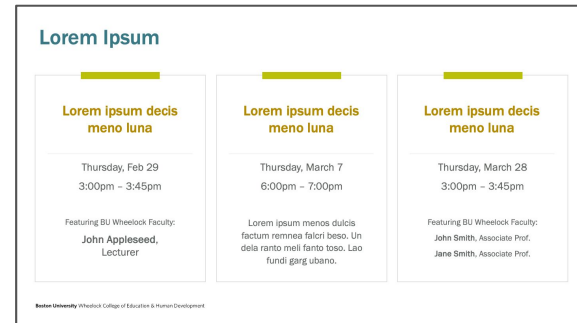 Lorem Ipsum
Lorem ipsum decis
meno luna
Thursday, Feb 29
3:00pm – 3:45pm
Featuring BU Wheelock Faculty:
John Appleseed,
Lecturer
Lorem ipsum decis
meno luna
Thursday, March 7
6:00pm – 7:00pm
Lorem ipsum menos dulcis
factum remnea falcri beso. Un
dela ranto meli fanto toso. Lao
fundi garg ubano.
Lorem ipsum decis
meno luna
Thursday, March 28
3:00pm – 3:45pm
Featuring BU Wheelock Faculty:
John Smith, Associate Prof.
Jane Smith, Associate Prof.
Boston University Wheelock College of Education & Human Development